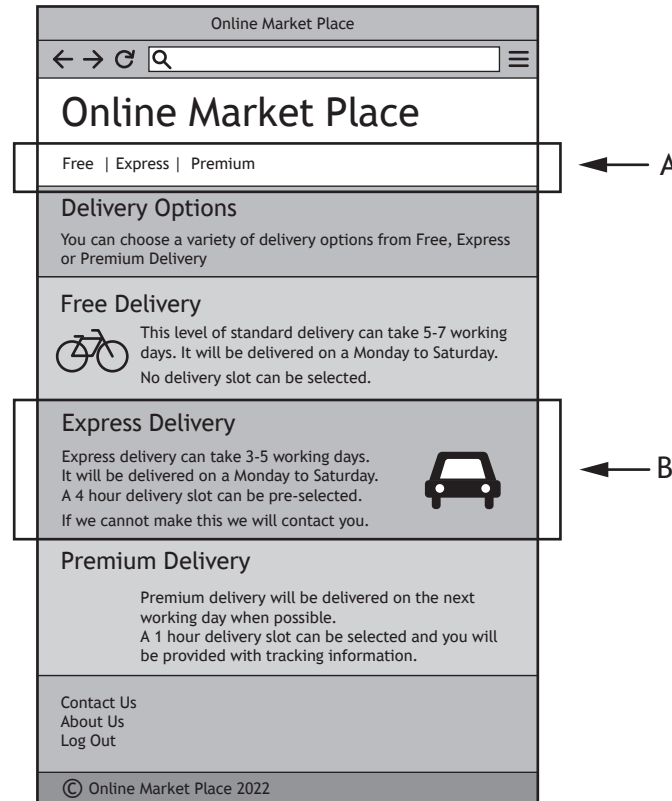 Online Market Place
Online Market Place
Free | Express | Premium
A
Delivery Options
You can choose a variety of delivery options from Free, Express
or Premium Delivery
Free Delivery
This level of standard delivery can take 5-7 working
days. It will be delivered on a Monday to Saturday.
No delivery slot can be selected.
Express Delivery
Express delivery can take 3-5 working days.
It will be delivered on a Monday to Saturday.
A 4 hour delivery slot can be pre-selected.
If we cannot make this we will contact you.
B
Premium Delivery
Premium delivery will be delivered on the next
working day when possible.
A 1 hour delivery slot can be selected and you will
be provided with tracking information.
Contact Us
About Us
Log Out
© Online Market Place 2022